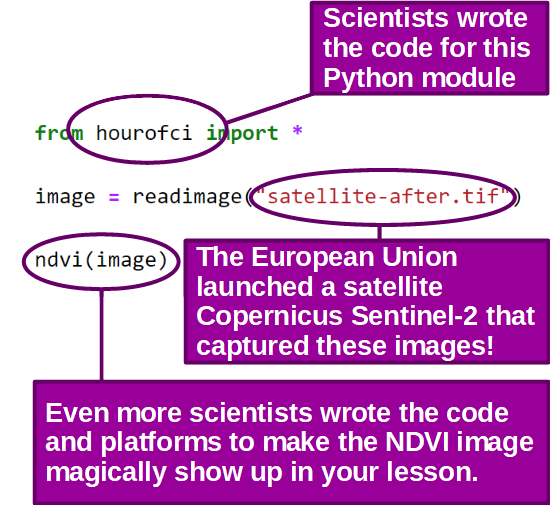 Scientists wrote
the code for this
Python module
from hourofci import *
image = readimage("satellite-after.tif")
ndvi(image)
The European Union
launched a satellite
Copernicus Sentinel-2 that
captured these images!
Even more scientists wrote the code
and platforms to make the NDVI image
magically show up in your lesson.